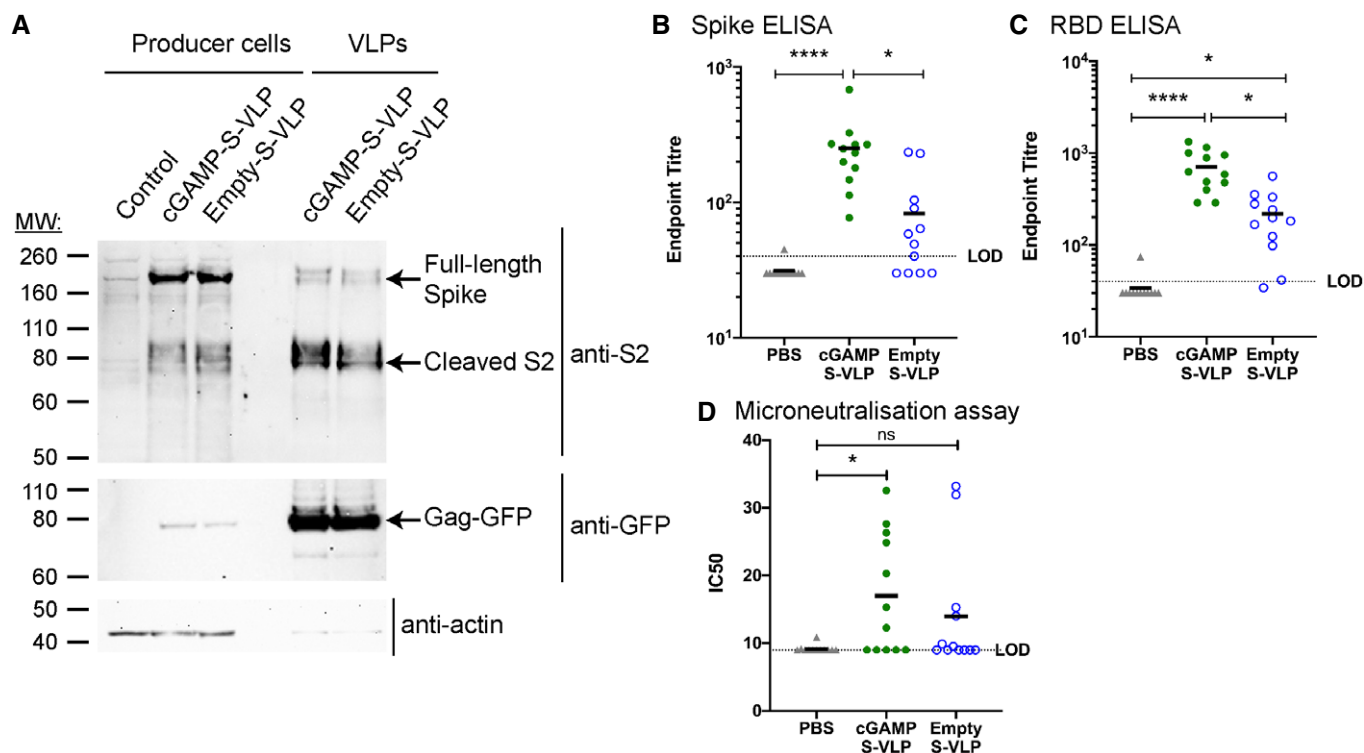 A
Producer cells
VLPs
Control
cGAMP-S-VLP
Empty-S-VLP
cGAMP-S-VLP
Empty-S-VLP
MW:
260
160
110
80
60
50
Full-length
Spike
Cleaved S2
anti-S2
110
80
60
Gag-GFP
anti-GFP
50
40
anti-actin
B Spike ELISA
**** *
10³
10²
10¹
Endpoint Titre
LOD
PBS cGAMP Empty
S-VLP S-VLP
C RBD ELISA
*
**** *
10⁴
10³
10²
10¹
Endpoint Titre
LOD
PBS cGAMP Empty
S-VLP S-VLP
D Microneutralisation assay
ns
*
40
30
20
10
0
IC50
LOD
PBS cGAMP Empty
S-VLP S-VLP